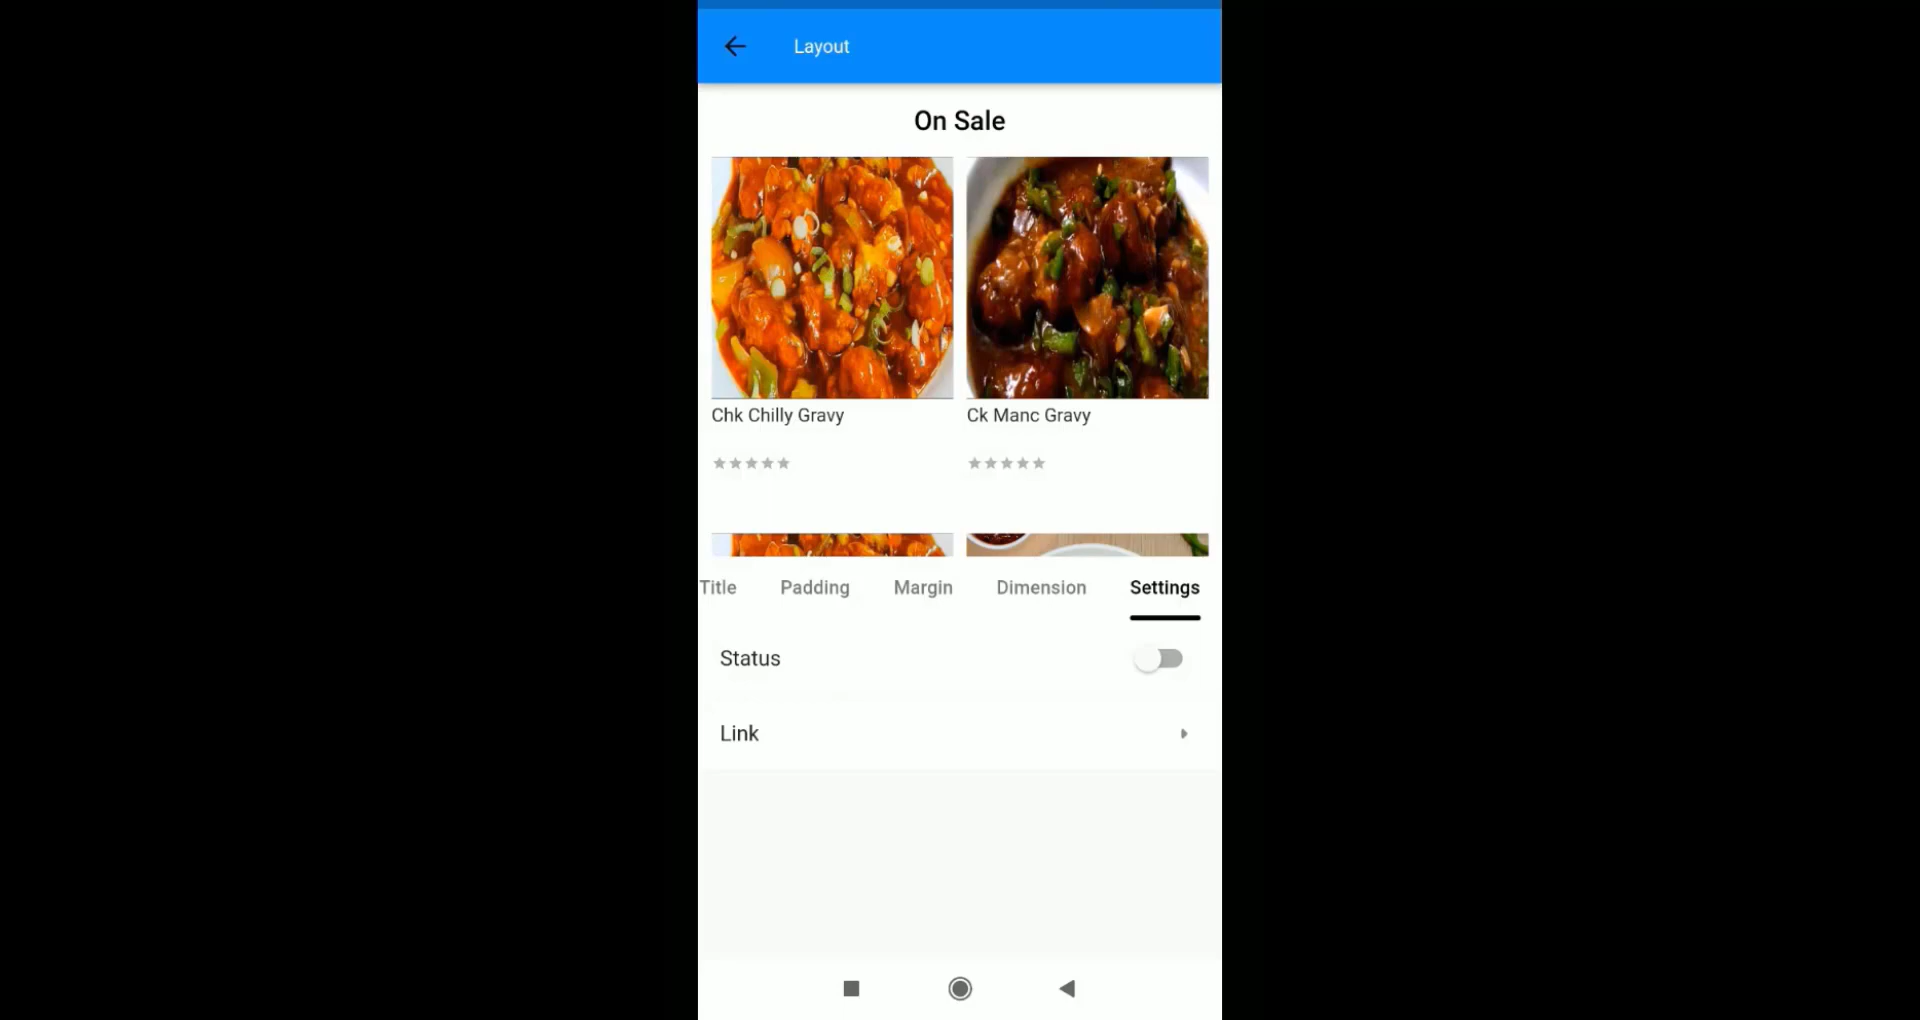 Layout
On Sale
Chk Chilly Gravy
Ck Manc Gravy
Title Padding Margin Dimension Settings
Status
Link